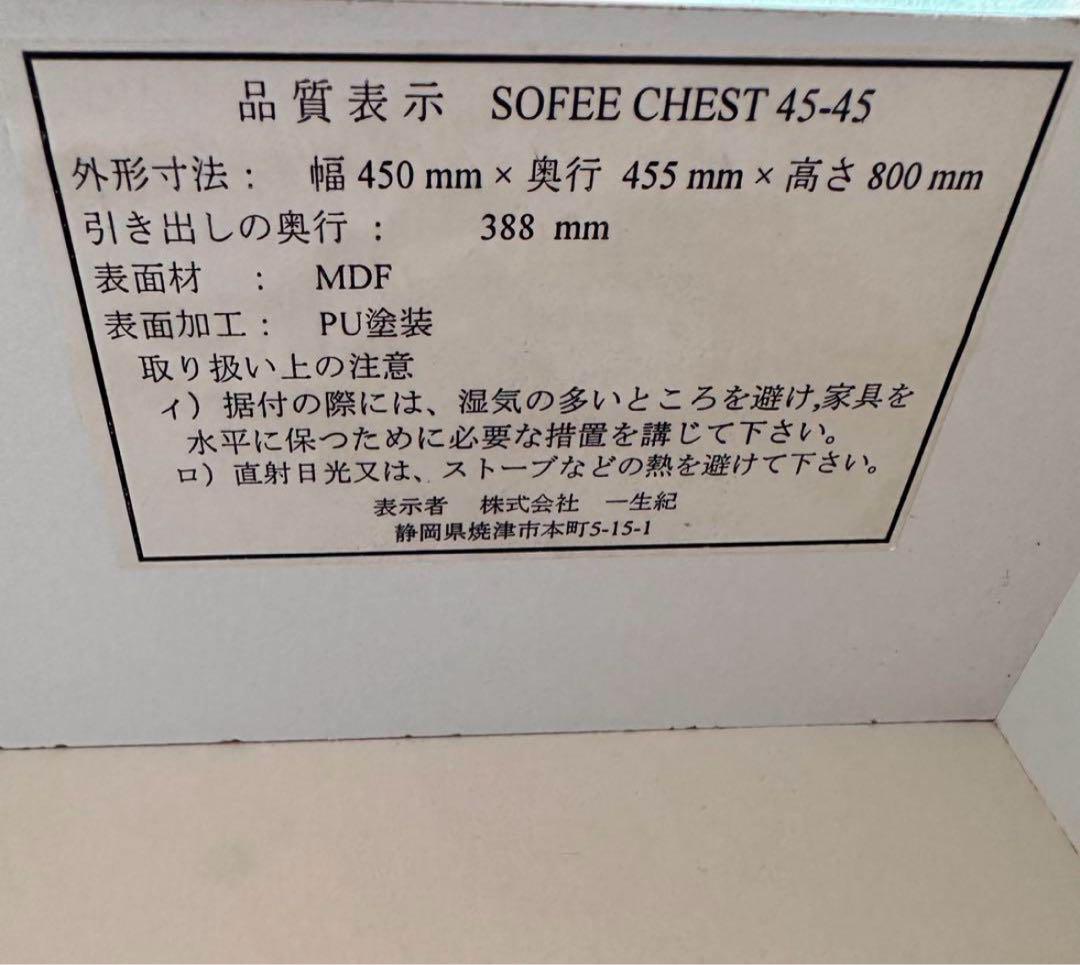 品質表示 SOFEE CHEST 45-45
外形寸法： 幅 450 mm × 奥行 455 mm × 高さ 800 mm
引き出しの奥行： 388 mm
表面材 ： MDF
表面加工： PU塗装
取り扱い上の注意
ィ）据付の際には、湿気の多いところを避け,家具を
水平に保つために必要な措置を講じて下さい。
ロ）直射日光又は、ストーブなどの熱を避けて下さい。
表示者 株式会社 一生紀
静岡県焼津市本町5-15-1